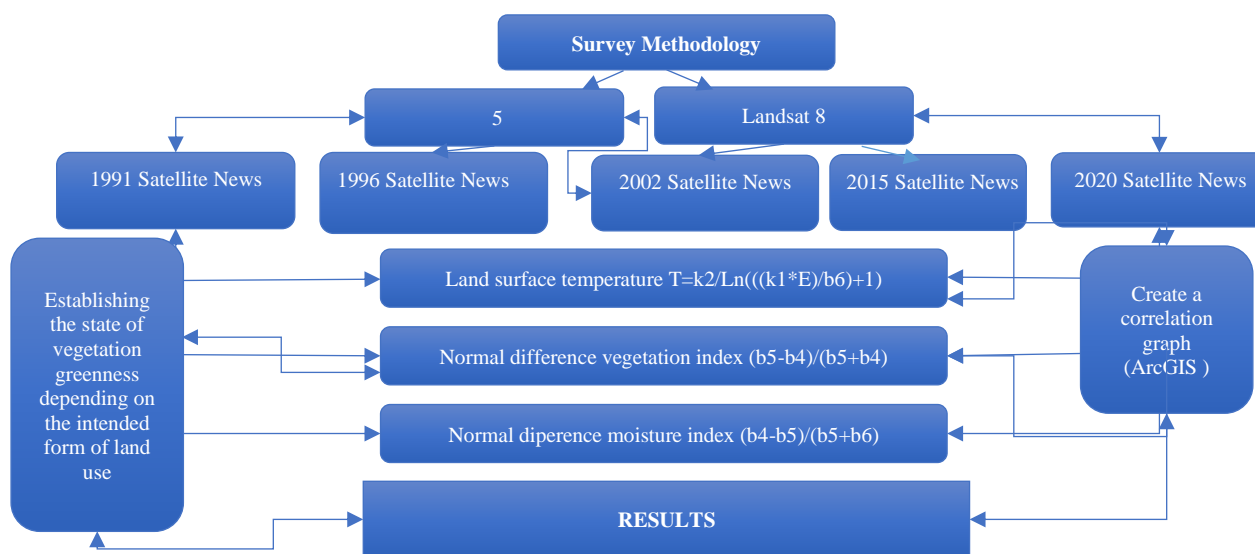 Survey Methodology
5
Landsat 8
1991 Satellite News
1996 Satellite News
2002 Satellite News
2015 Satellite News
2020 Satellite News
Establishing
the state of
vegetation
greenness
depending on
the intended
form of land
use
Land surface temperature T=k2/Ln(((k1*E)/b6)+1)
Normal difference vegetation index (b5-b4)/(b5+b4)
Normal diperence moisture index (b4-b5)/(b5+b6)
Create a
correlation
graph
(ArcGIS )
RESULTS